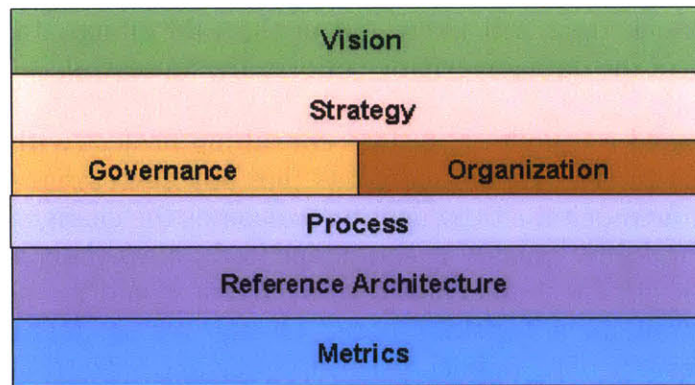 Vision
Strategy
Governance Organization
Process
Reference Architecture
Metrics